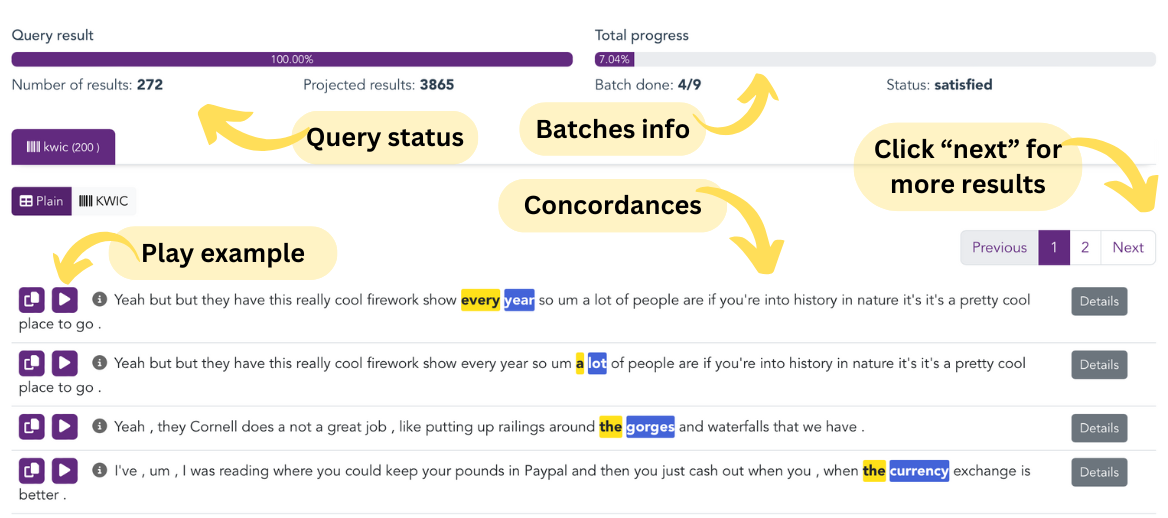 Query result
Total progress
100.00%
7.04%
Number of results: 272
Projected results: 3865
Batch done: 4/9
Status: satisfied
Query status
Batches info
Click “next” for
more results
kwic (200 )
Plain
KWIC
Concordances
Play example
Previous
1
2
Next
Yeah but but they have this really cool firework show every year so um a lot of people are if you're into history in nature it's it's a pretty cool
Details
place to go .
Yeah but but they have this really cool firework show every year so um a lot of people are if you're into history in nature it's it's a pretty cool
Details
place to go .
Yeah , they Cornell does a not a great job , like putting up railings around the gorges and waterfalls that we have .
Details
I've , um , I was reading where you could keep your pounds in Paypal and then you just cash out when you , when the currency exchange is
Details
better .